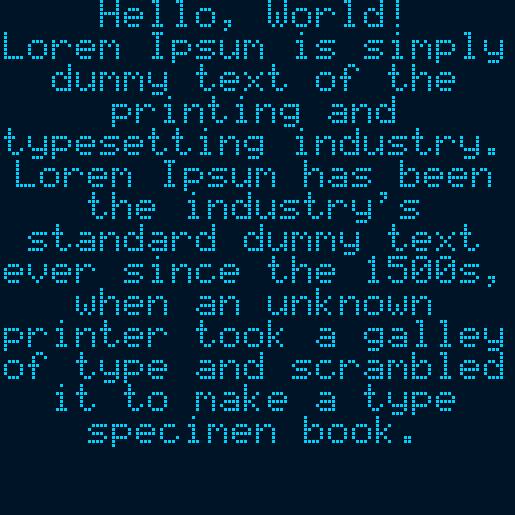 Hello, World!
Lorem Ipsum is simply
dummy text of the
printing and
typesetting industry.
Lorem Ipsum has been
the industry's
standard dummy text
ever since the 1500s,
when an unknown
printer took a galley
of type and scrambled
it to make a type
specimen book.